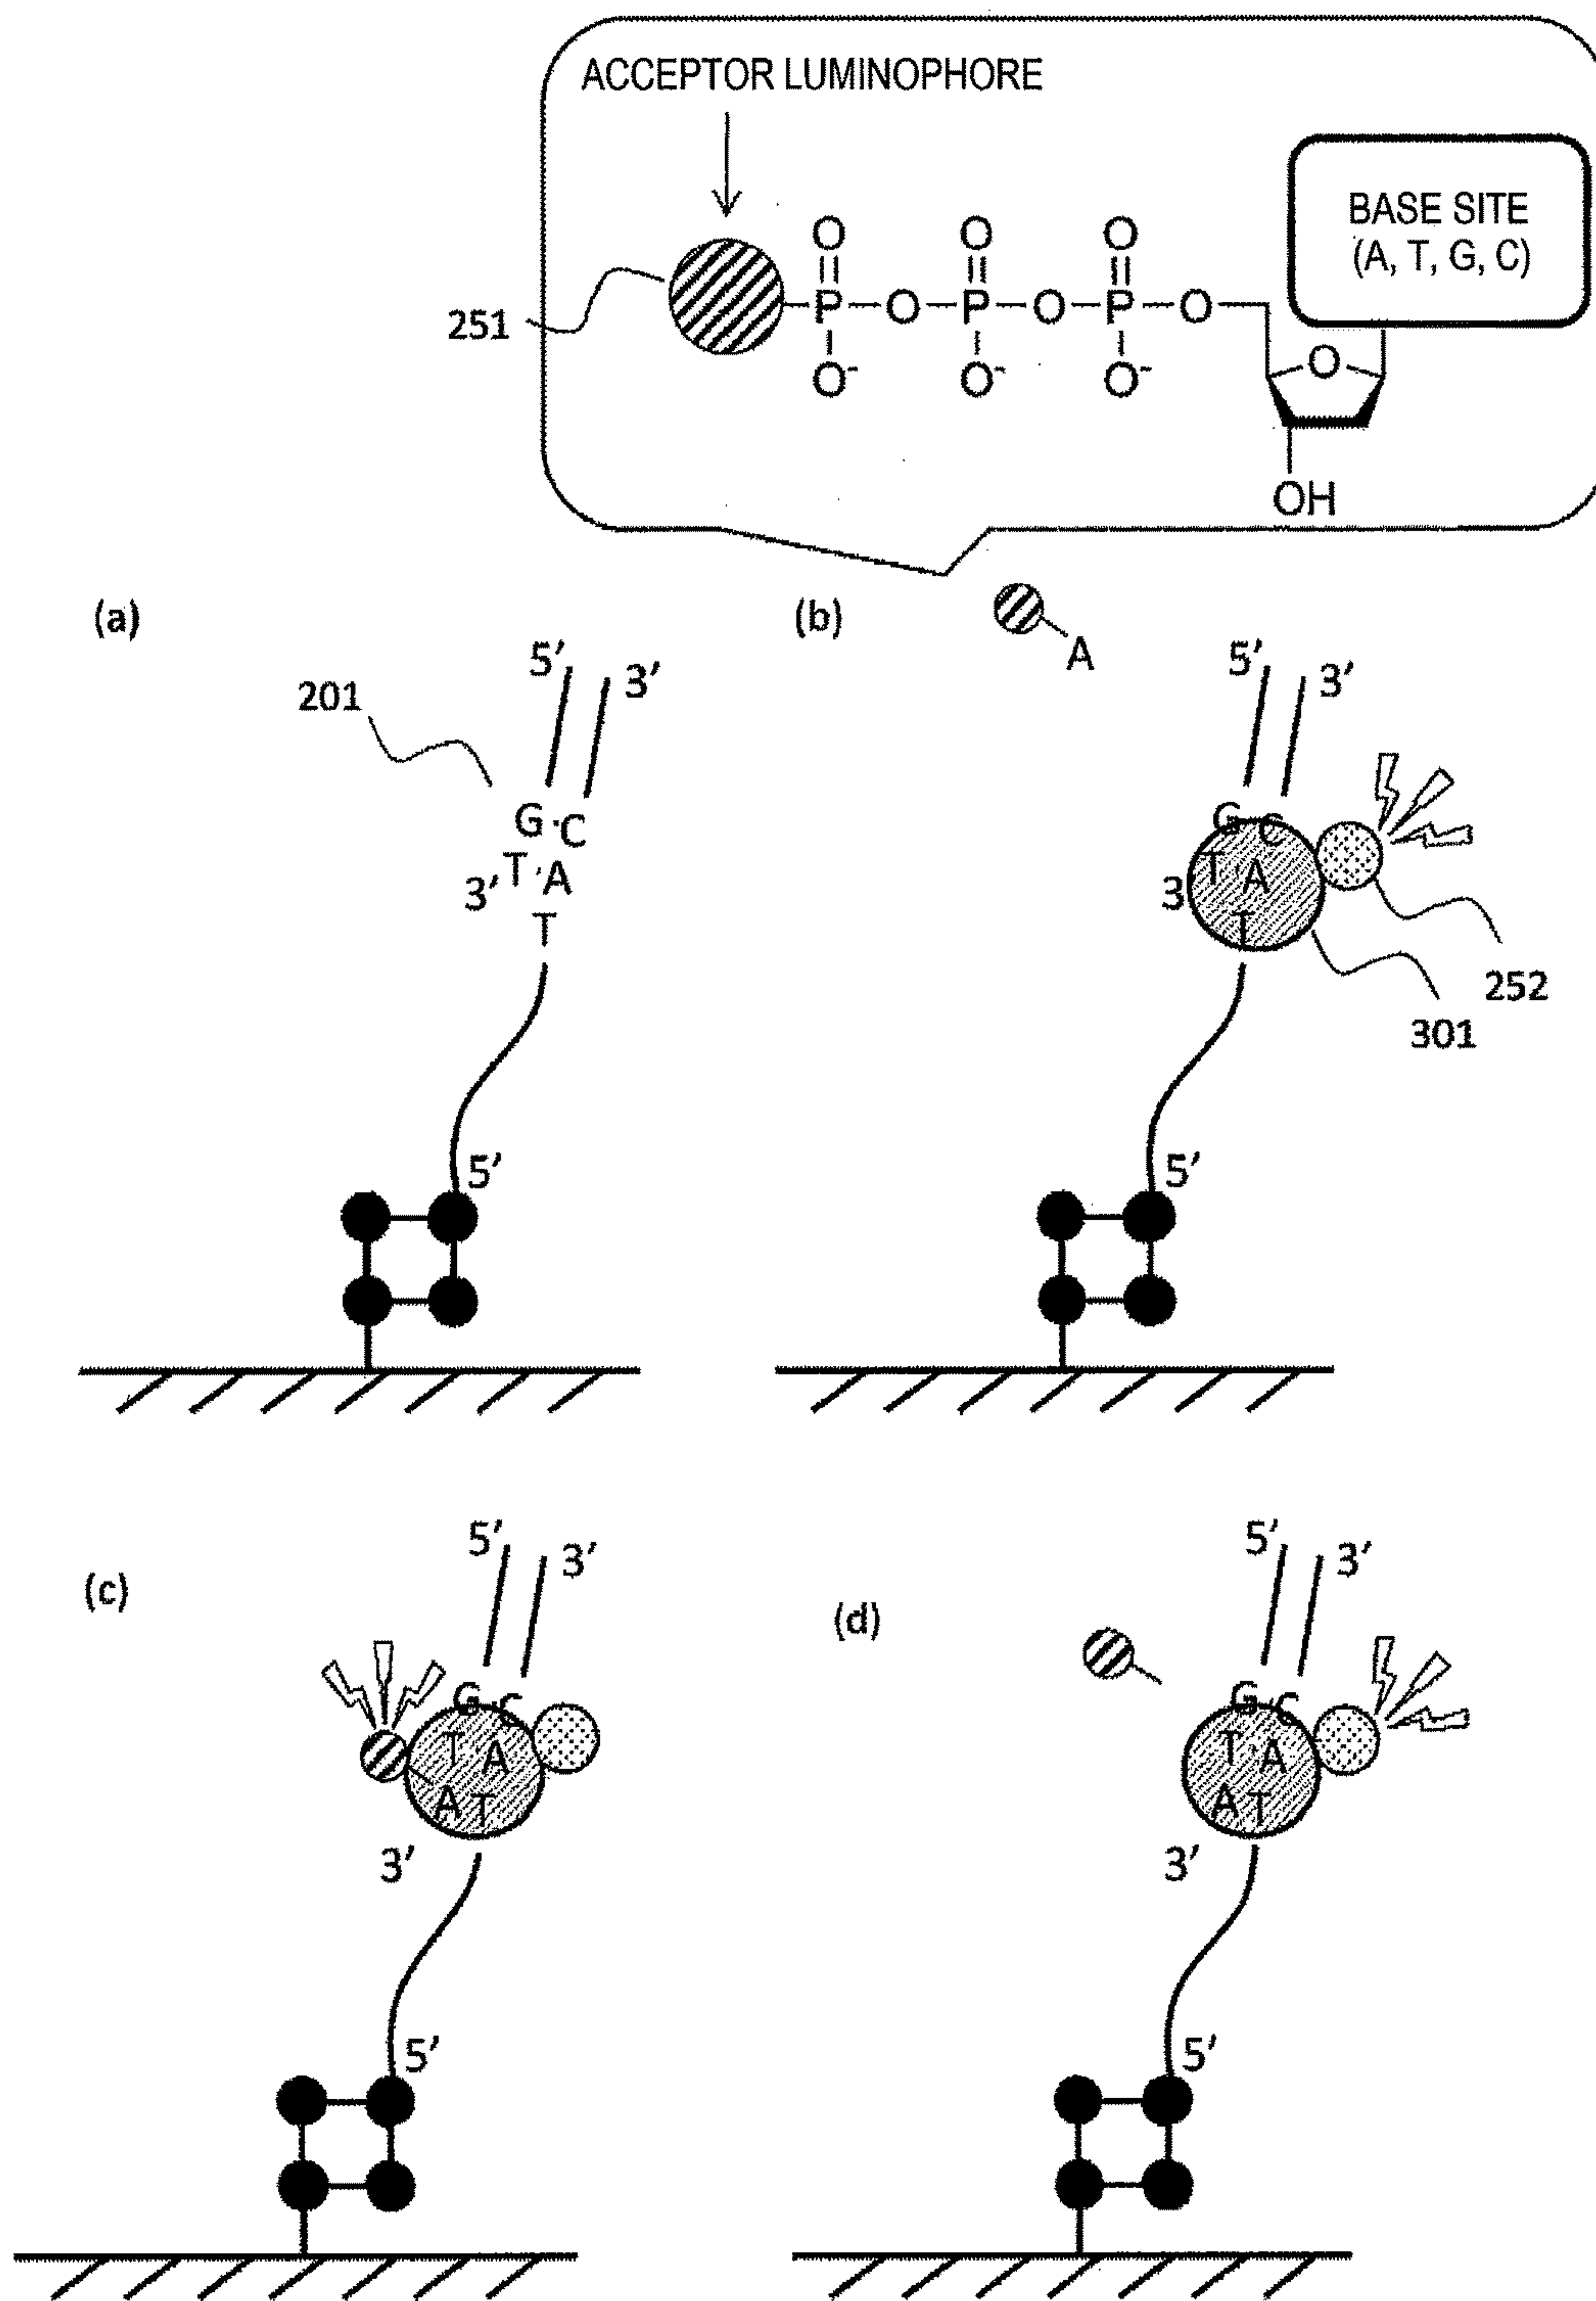 ACCEPTOR LUMINOPHORE
BASE SITE
(A, T, G, C)
O O O
251
P O P O P O
O
O- O- O-
OH
(a)
5' 3'
201
G C
3' T A
T
5'
(b)
A
5' 3'
G C
T A
3
T
252
301
5'
(c)
5' 3'
G C
T A
A T
3'
5'
(d)
5' 3'
G C
T A
A T
3'
5'